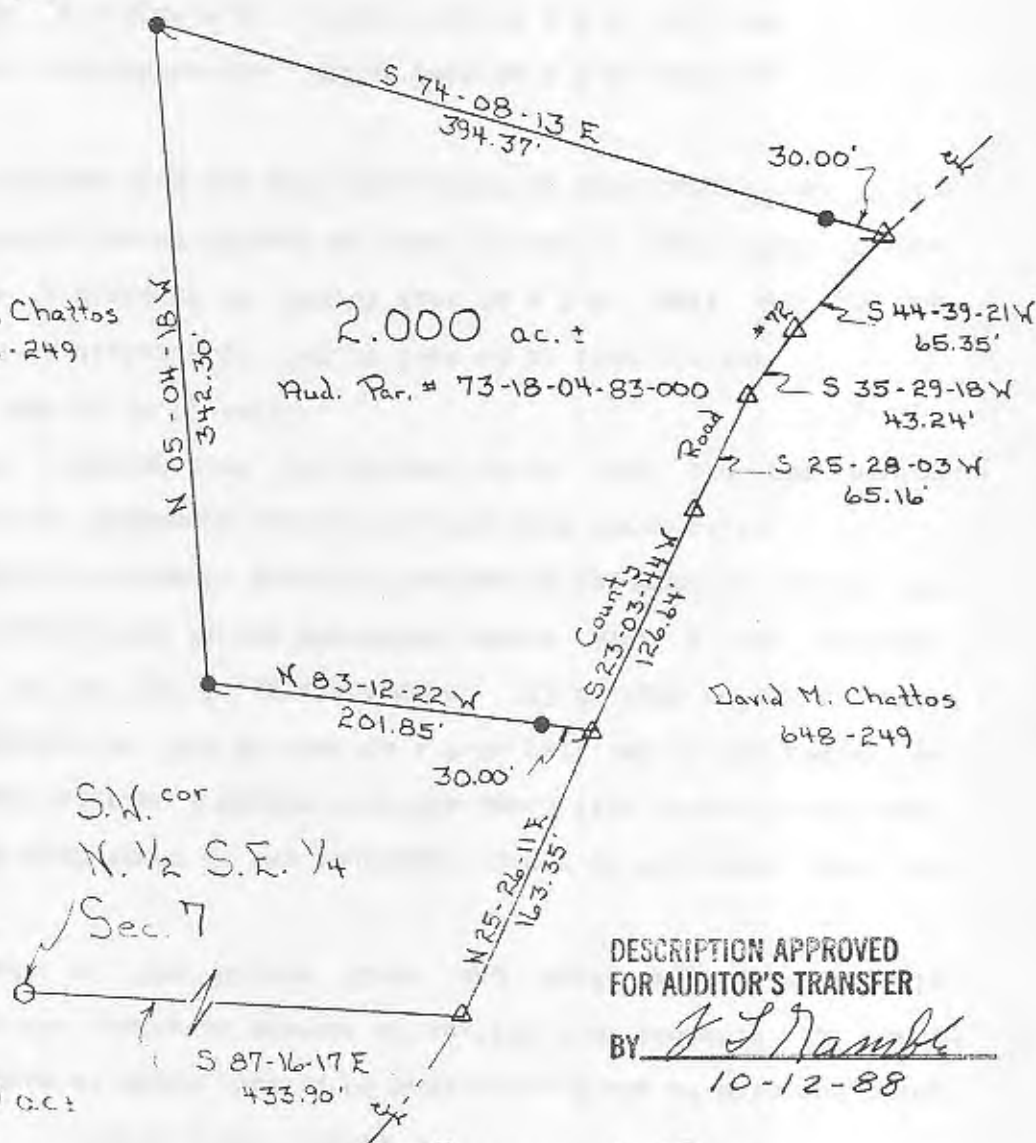 S 74-08-13 E
394.37'
30.00'
Chattos
-249
N 05-04-18 W
342.30'
2.000 ac.±
Aud. Par. # 73-18-04-83-000
S 44-39-21 W
65.35'
S 35-29-18 W
43.24'
S 25-28-03 W
65.16'
County Road #72
S 23-03-44 W
126.64'
N 83-12-22 W
201.85'
30.00'
David M. Chattos
648-249
S.W. cor
N. 1/2 S.E. 1/4
Sec. 7
N 25-26-11 E
163.35'
S 87-16-17 E
433.90'
ac±
DESCRIPTION APPROVED
FOR AUDITOR'S TRANSFER
BY
10-12-88